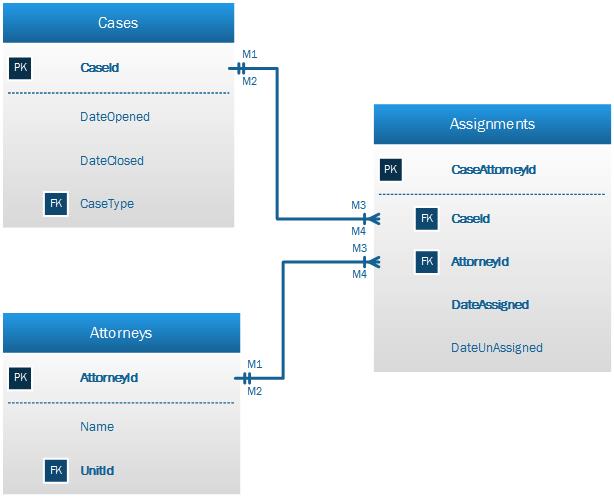 Cases
PK CaseId
DateOpened
DateClosed
FK CaseType
M1
M2
Assignments
PK CaseAttorneyId
FK CaseId
FK AttorneyId
DateAssigned
DateUnAssigned
M3
M4
M3
M4
Attorneys
PK AttorneyId
Name
FK UnitId
M1
M2